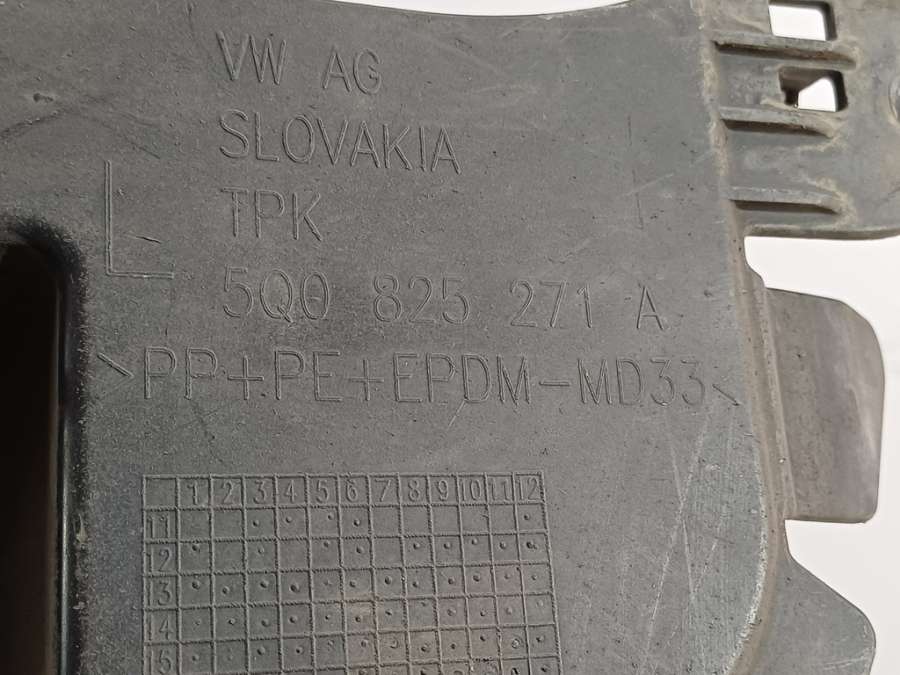 VW AG
SLOVAKIA
TPK
5Q0 825 271 A
>PP+PE+EPDM-MD33<
1 2 3 4 5 6 7 8 9 10 11 12
11
12
13
14
15